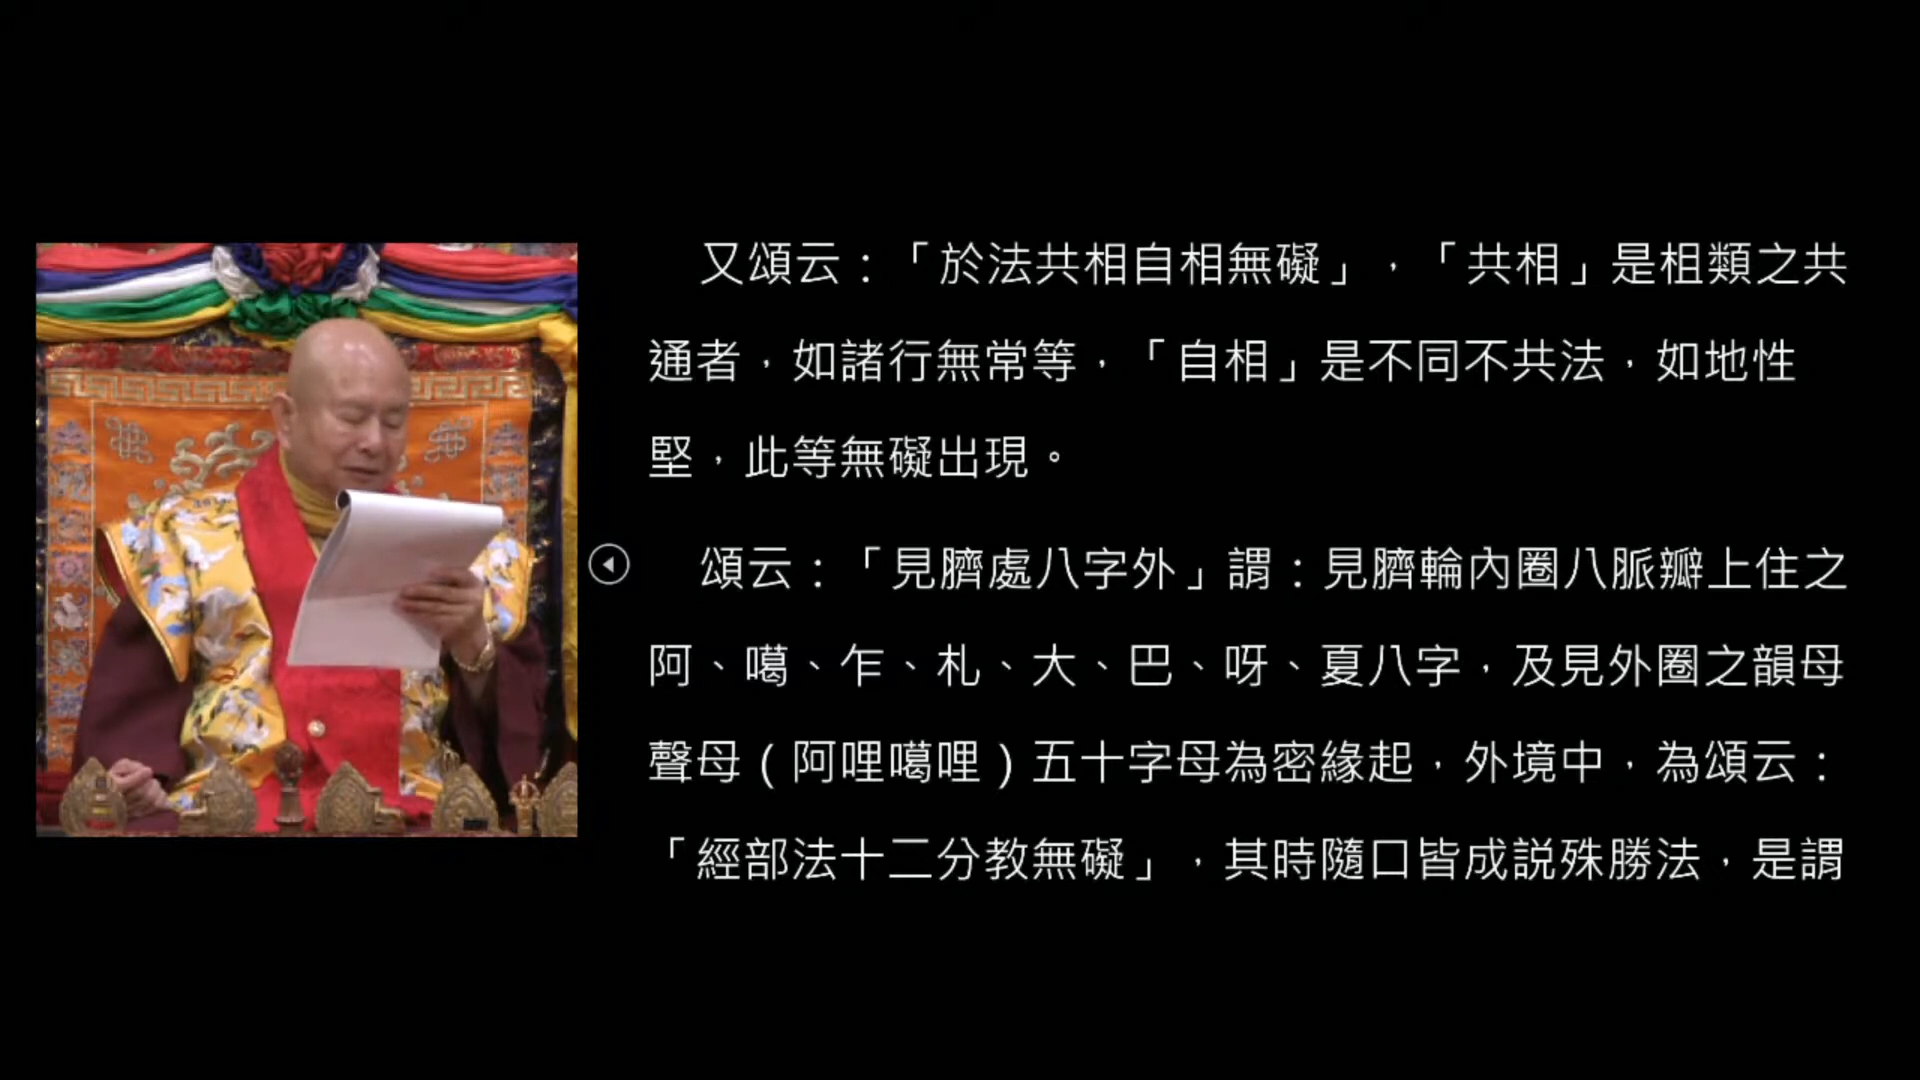 又頌云：「於法共相自相無礙」，「共相」是柤類之共
通者，如諸行無常等，「自相」是不同不共法，如地性
堅，此等無礙出現。
頌云：「見臍處八字外」謂：見臍輪內圈八脈瓣上住之
阿、噶、乍、札、大、巴、呀、夏八字，及見外圈之韻母
聲母（阿哩噶哩）五十字母為密緣起，外境中，為頌云：
「經部法十二分教無礙」，其時隨口皆成説殊勝法，是謂